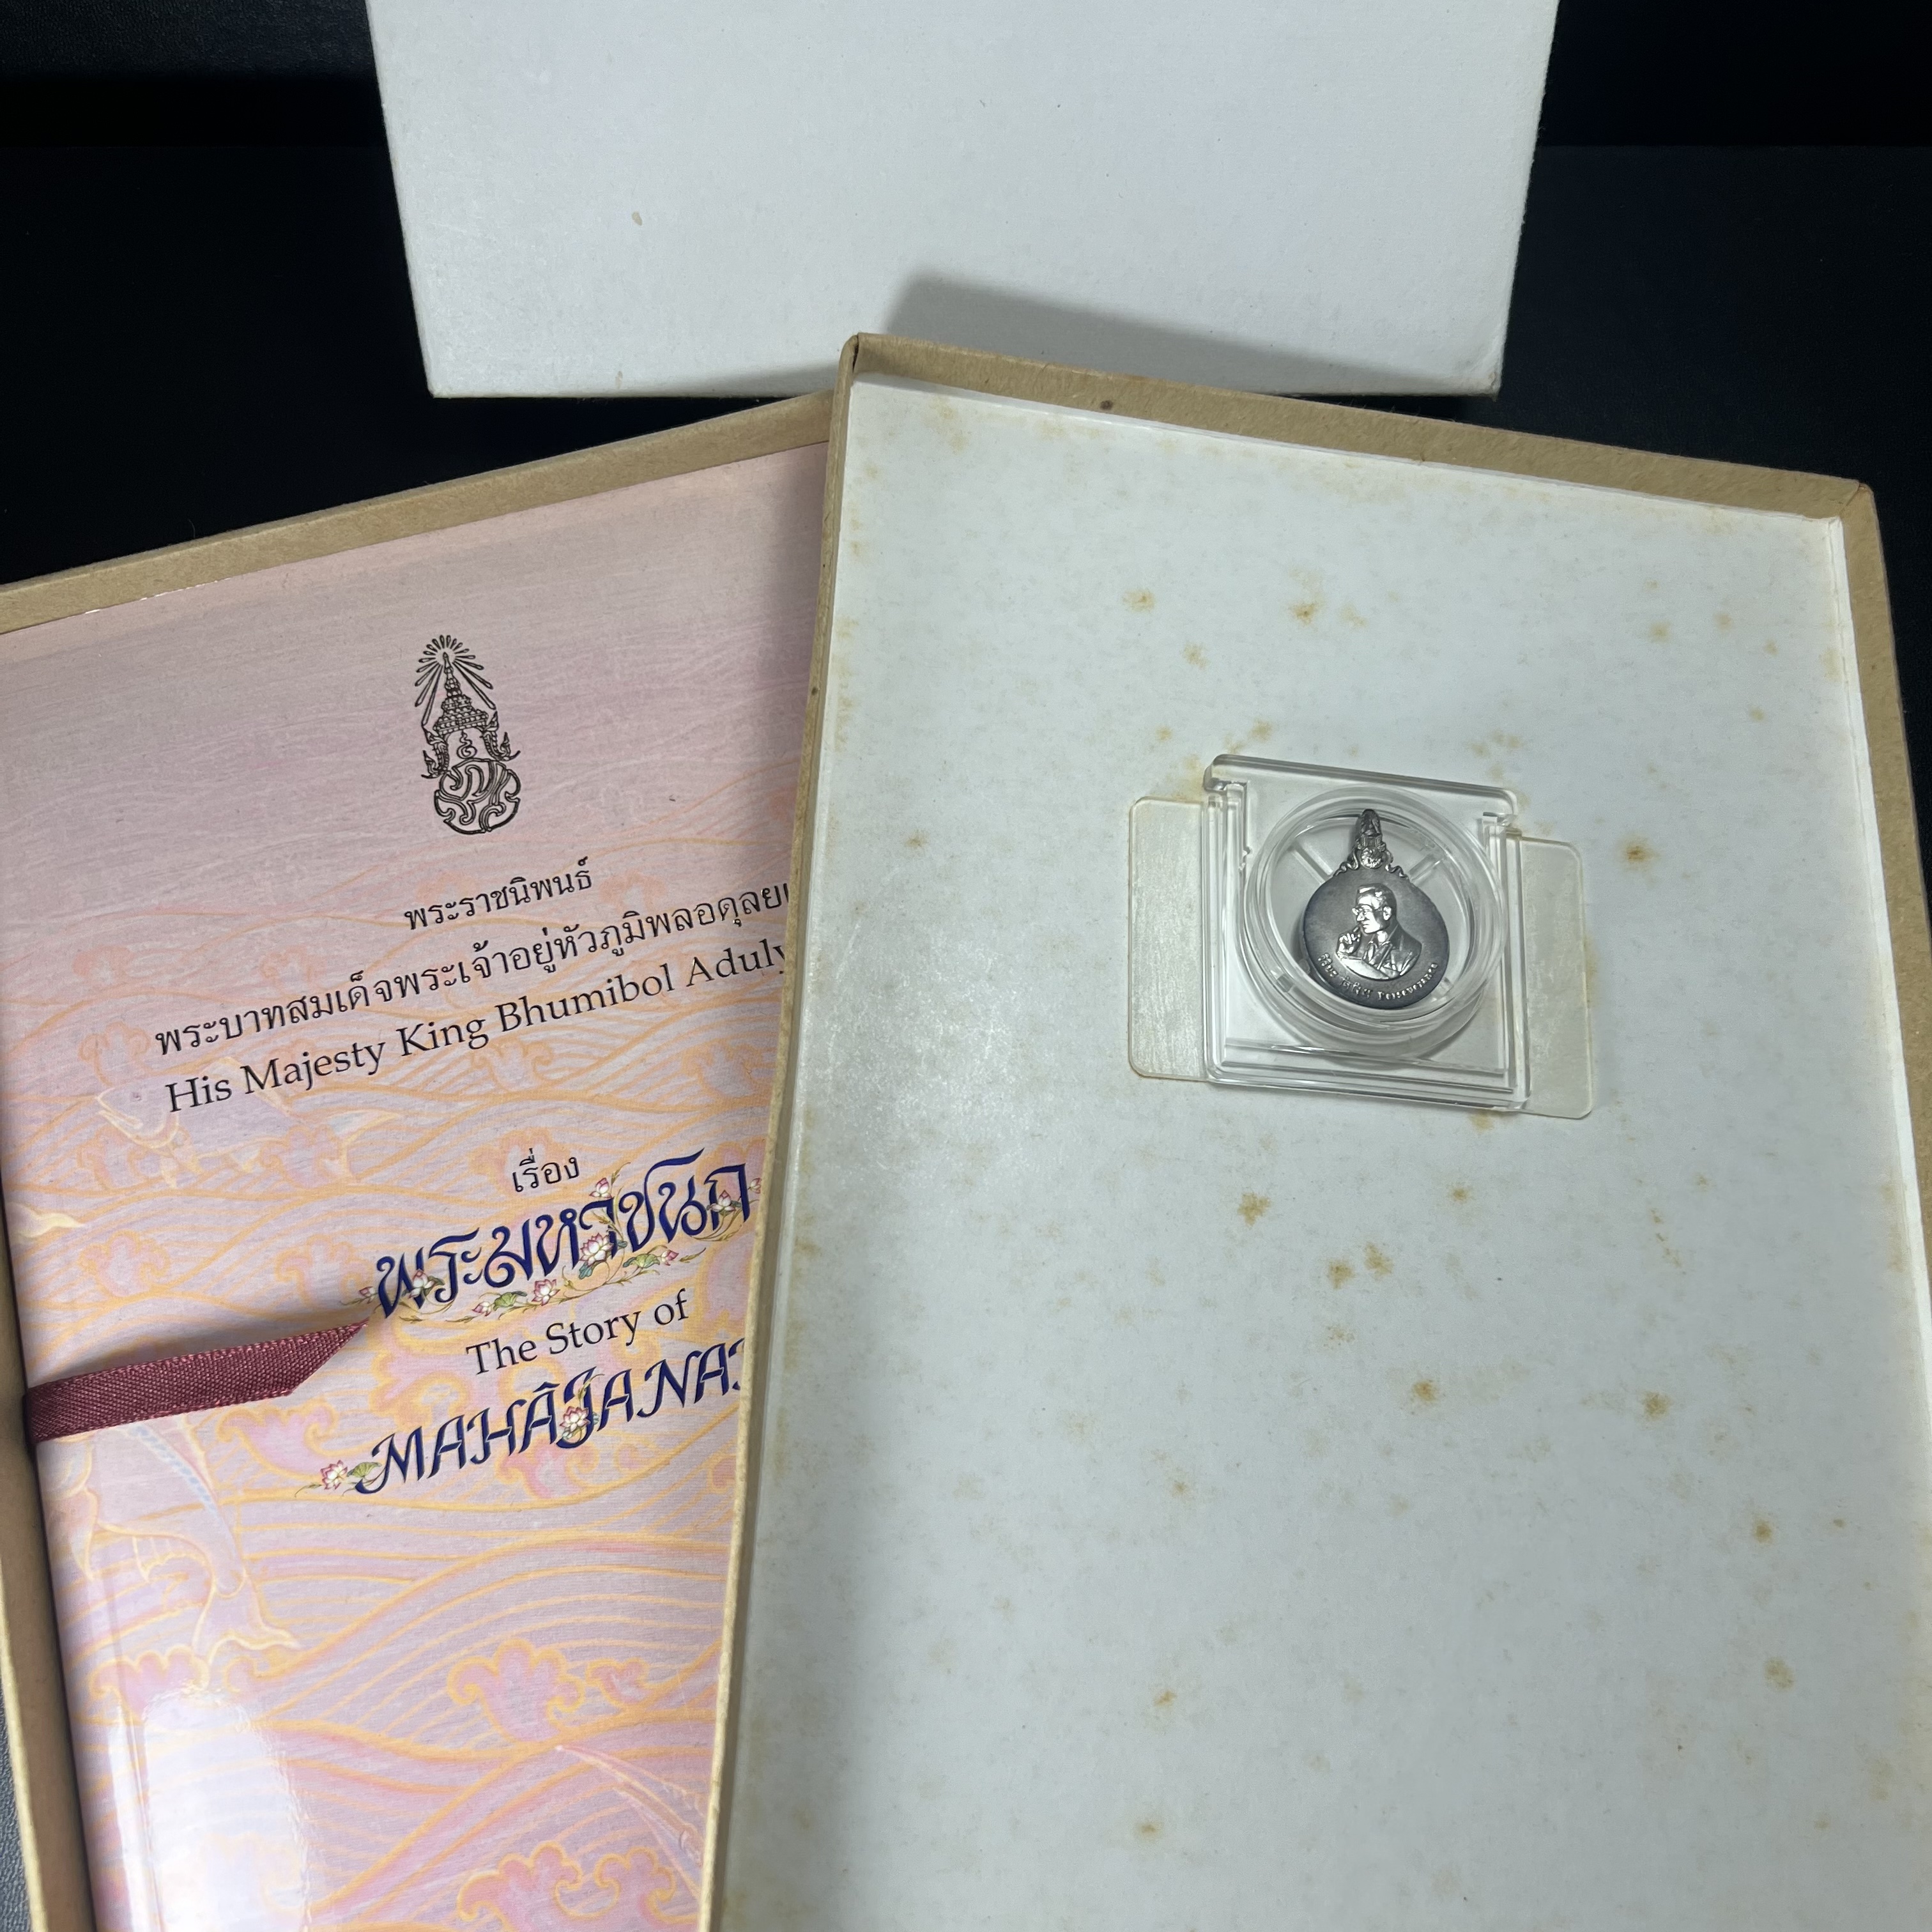 พระราชนิพนธ์
พระบาทสมเด็จพระเจ้าอยู่หัวภูมิพลอดุลย
His Majesty King Bhumibol Aduly
เรื่อง
พระมหาชนก
The Story of
MAHÂJANA